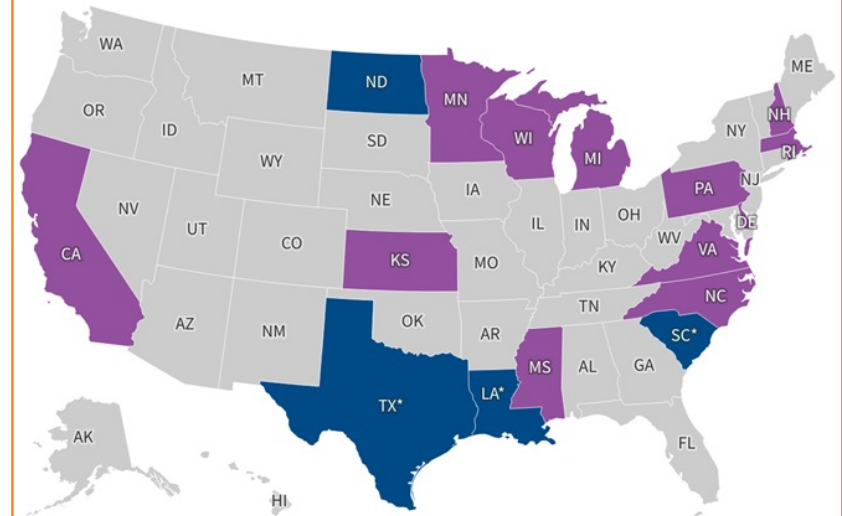 WA
ME
MT
ND
MN
OR
NH
ID
WI
NY
SD
RI
MI
WY
NJ
PA
IA
NE
NV
OH
DE
IL
IN
UT
WV
CO
VA
CA
KS
MO
KY
NC
TN
OK
AZ
NM
AR
SC*
MS
AL
GA
LA*
TX*
AK
FL
HI